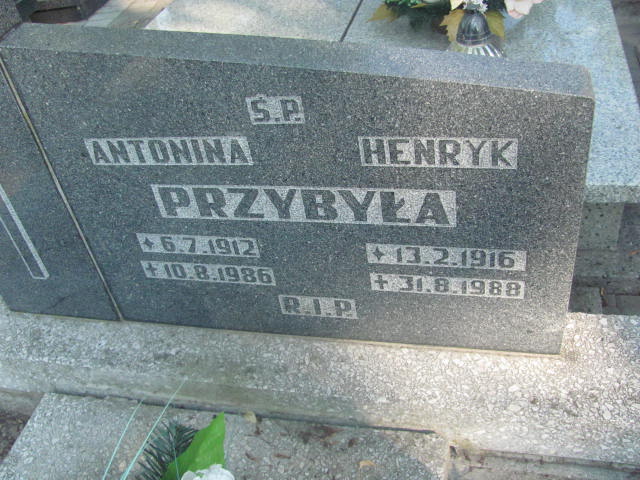 Ś.P.
ANTONINA HENRYK
PRZYBYŁA
6.7.1912 13.2.1916
+10.8.1986 +31.8.1988
R.I.P.